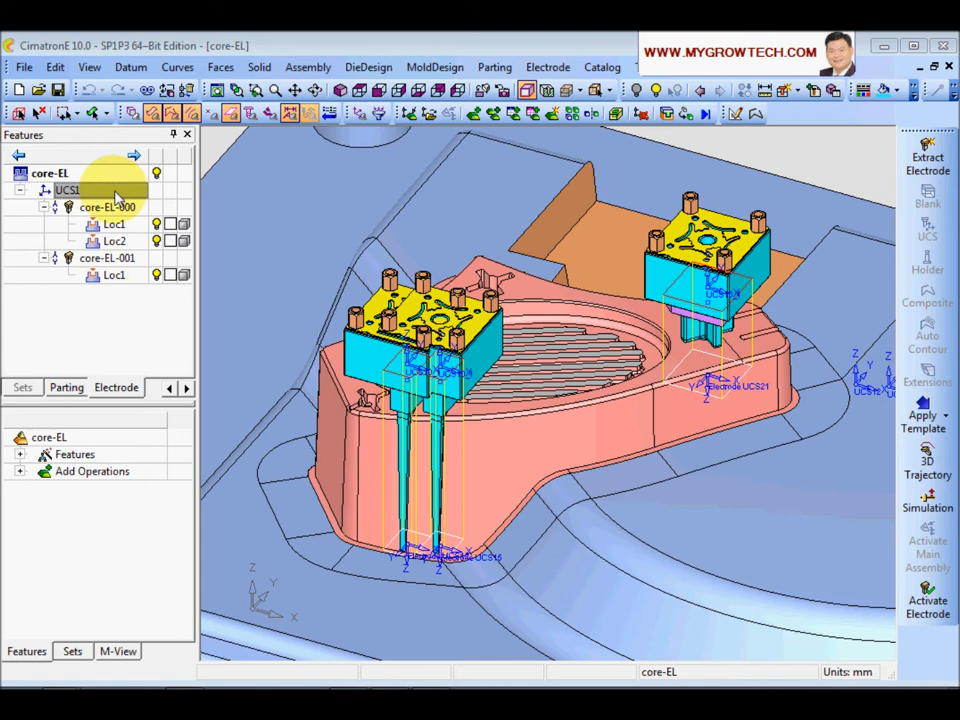 CimatronE 10.0 - SP1P3 64-Bit Edition - [core-EL]
WWW.MYGROWTECH.COM
File Edit View Datum Curves Faces Solid Assembly DieDesign MoldDesign Parting Electrode Catalog
Features
core-EL
UCS1
core-EL-000
Loc1
Loc2
core-EL-001
Loc1
Sets Parting Electrode
core-EL
Features
Add Operations
Features Sets M-View
Extract
Electrode
Blank
UCS
Holder
Composite
Auto
Contour
Extensions
Apply
Template
3D
Trajectory
Simulation
Activate
Main
Assembly
Activate
Electrode
Electrode UCS21
UCS15
Z
Y
X
core-EL Units: mm